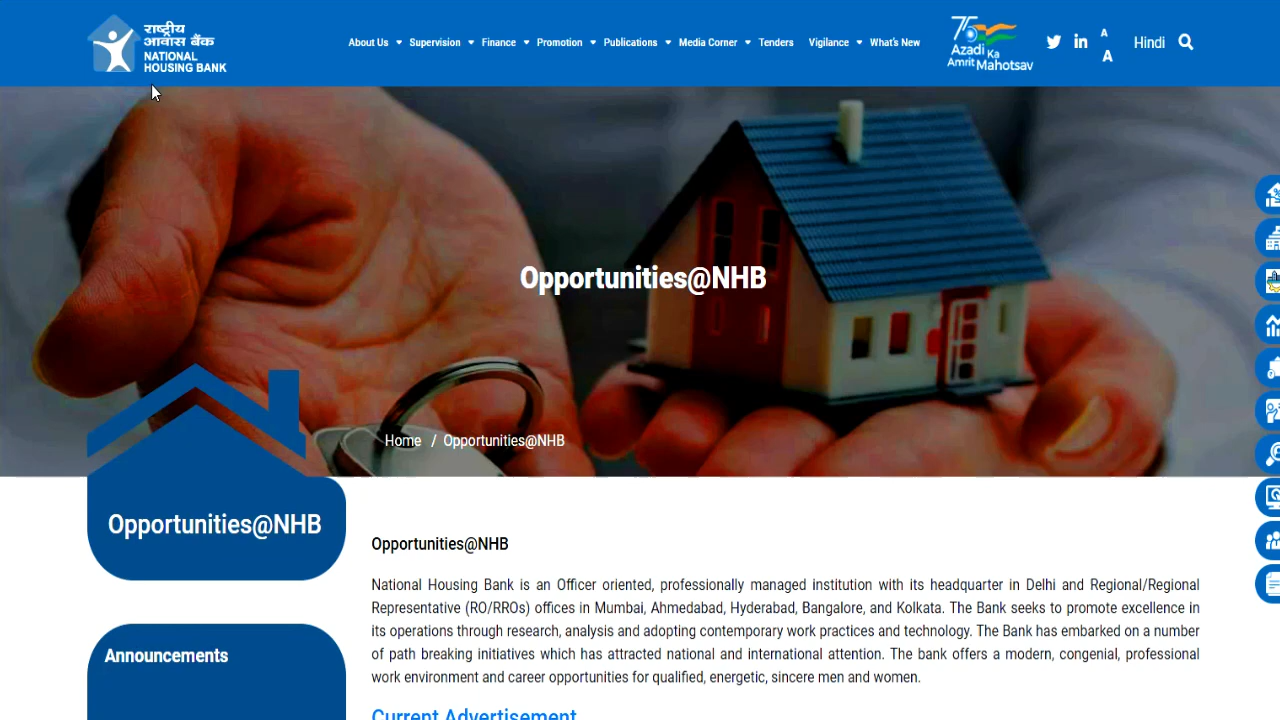 राष्ट्रीय
आवास बैंक
NATIONAL
HOUSING BANK
About Us
Supervision
Finance
Promotion
Publications
Media Corner
Tenders
Vigilance
What's New
75
Azadi Ka
Amrit Mahotsav
A
A
Hindi
Opportunities@NHB
Home / Opportunities@NHB
Opportunities@NHB
Announcements
Opportunities@NHB
National Housing Bank is an Officer oriented, professionally managed institution with its headquarter in Delhi and Regional/Regional
Representative (RO/RROs) offices in Mumbai, Ahmedabad, Hyderabad, Bangalore, and Kolkata. The Bank seeks to promote excellence in
its operations through research, analysis and adopting contemporary work practices and technology. The Bank has embarked on a number
of path breaking initiatives which has attracted national and international attention. The bank offers a modern, congenial, professional
work environment and career opportunities for qualified, energetic, sincere men and women.
Current Advertisement